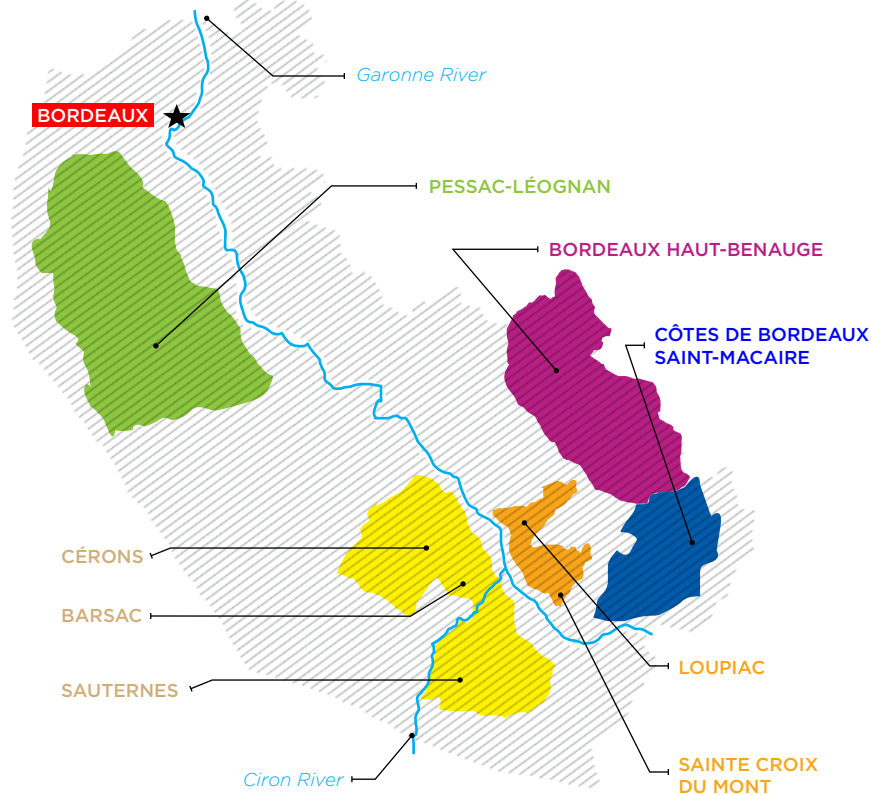 Garonne River
BORDEAUX
PESSAC-LÉOGNAN
BORDEAUX HAUT-BENAUGE
CÔTES DE BORDEAUX
SAINT-MACAIRE
CÉRONS
BARSAC
SAUTERNES
LOUPIAC
Ciron River
SAINTE CROIX
DU MONT